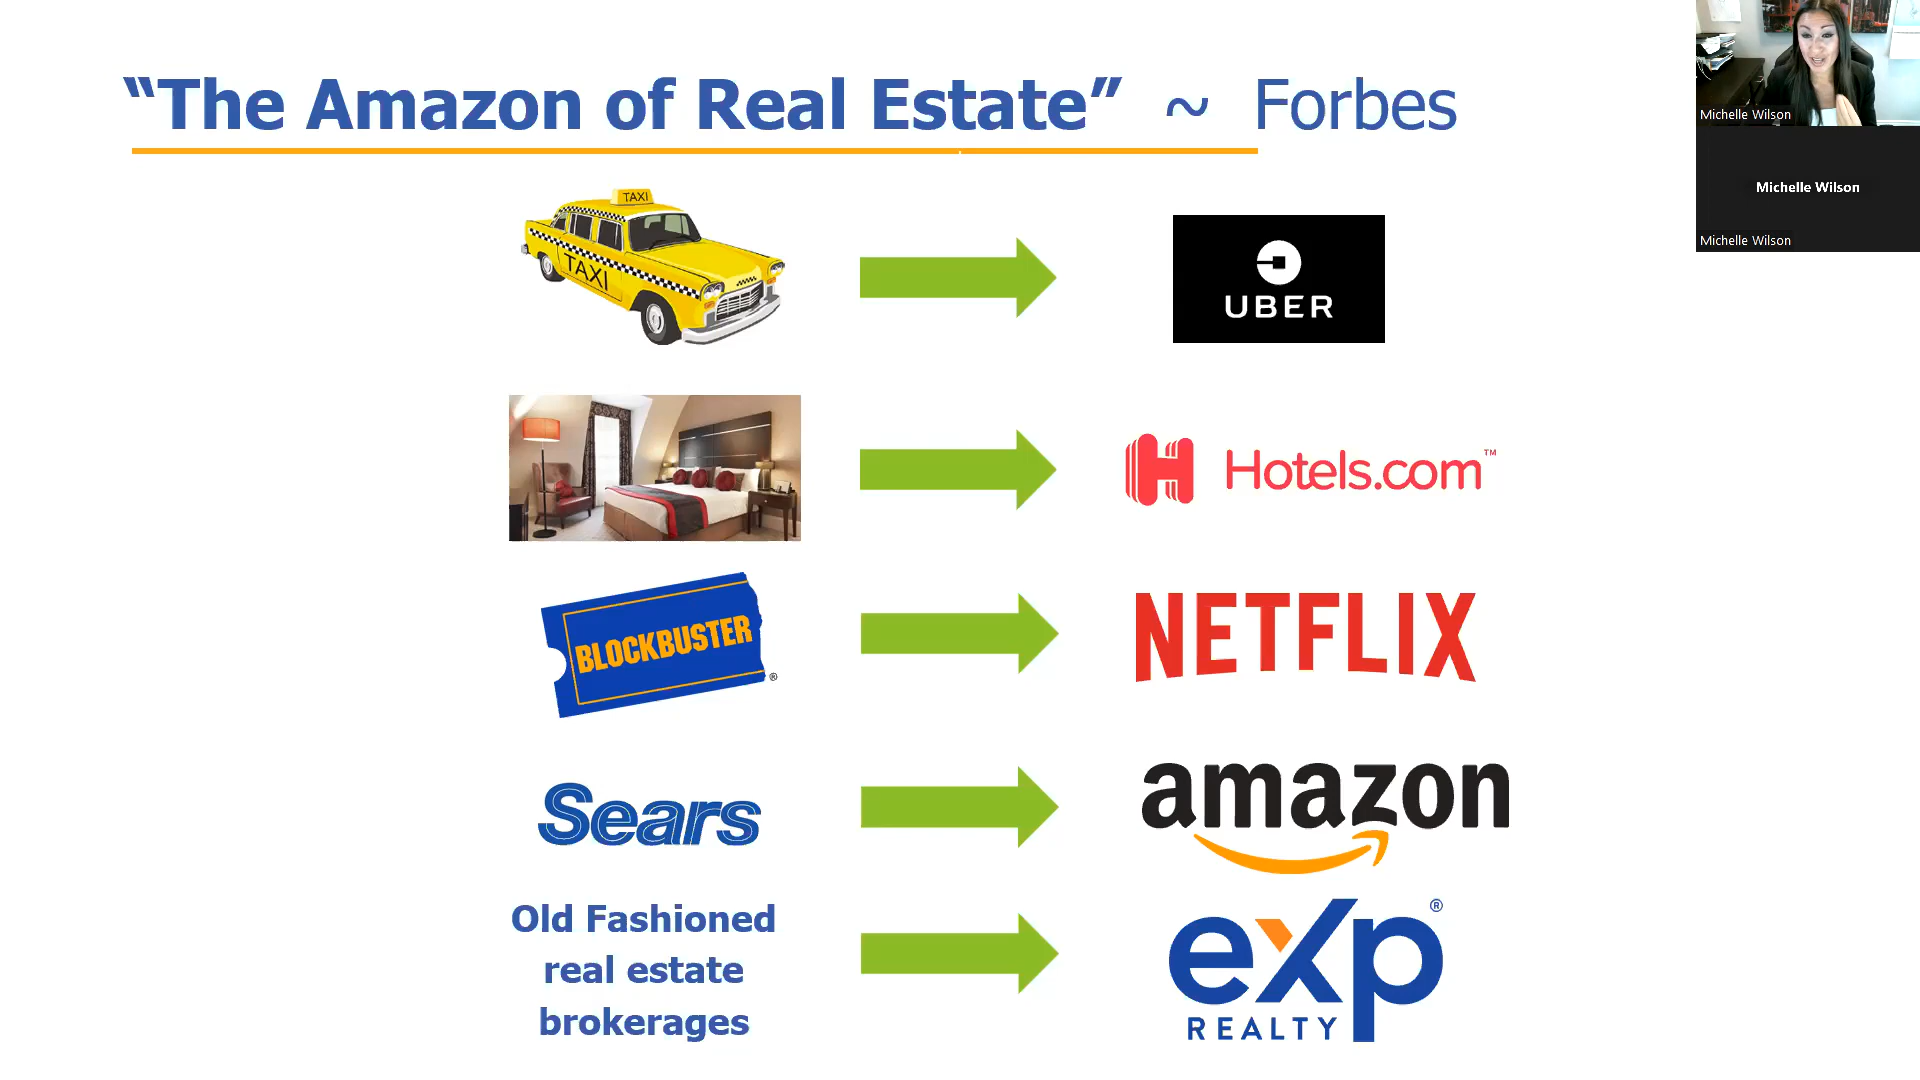 “The Amazon of Real Estate” ~ Forbes
Michelle Wilson
Michelle Wilson
Michelle Wilson
TAXI
TAXI
UBER
H Hotels.com™
BLOCKBUSTER®
NETFLIX
Sears
amazon
Old Fashioned
real estate
brokerages
eXp®
REALTY